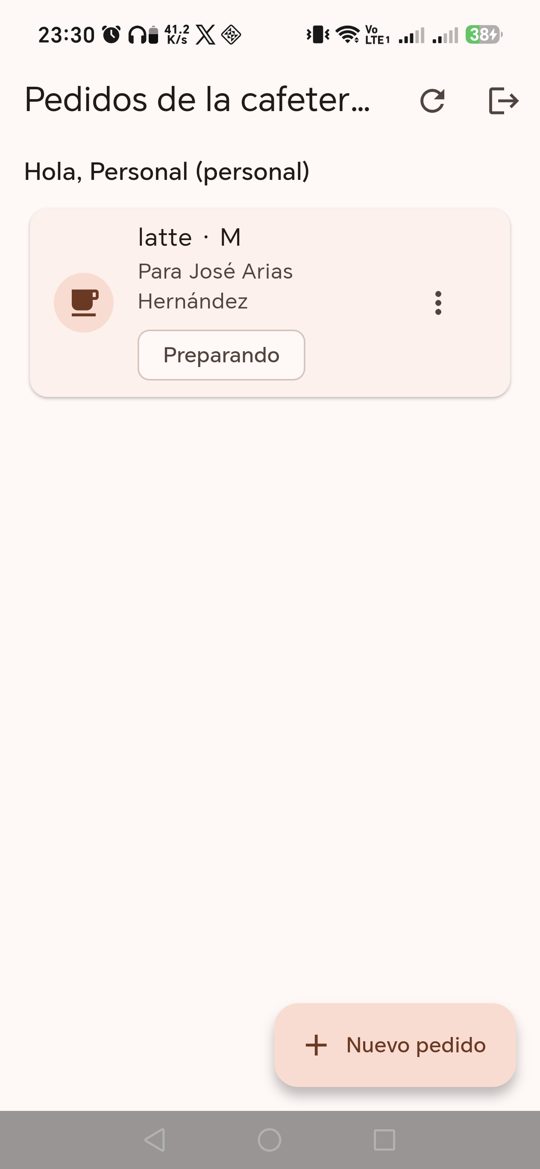 23:30 41.2 K/s Vo LTE1 38
Pedidos de la cafeter...
Hola, Personal (personal)
latte · M
Para José Arias
Hernández
Preparando
+ Nuevo pedido